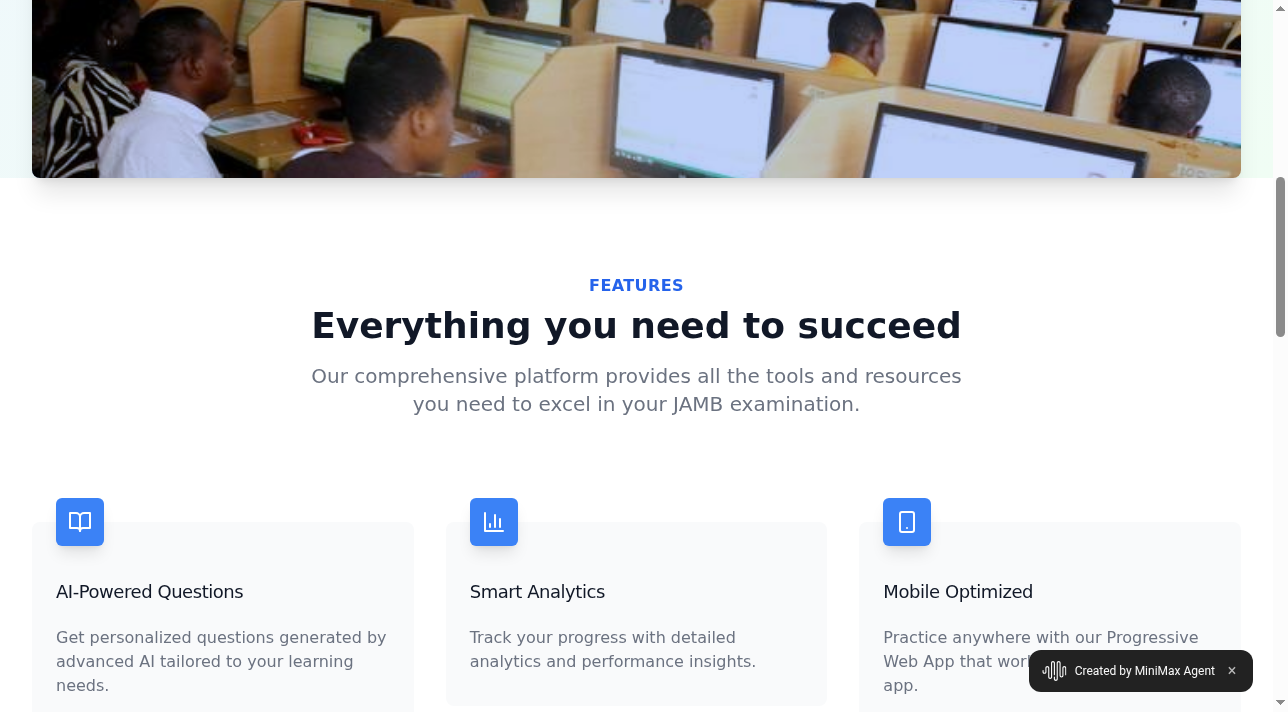 FEATURES
Everything you need to succeed
Our comprehensive platform provides all the tools and resources
you need to excel in your JAMB examination.
AI-Powered Questions
Get personalized questions generated by
advanced AI tailored to your learning
needs.
Smart Analytics
Track your progress with detailed
analytics and performance insights.
Mobile Optimized
Practice anywhere with our Progressive
Web App that
app.
Created by MiniMax Agent ×